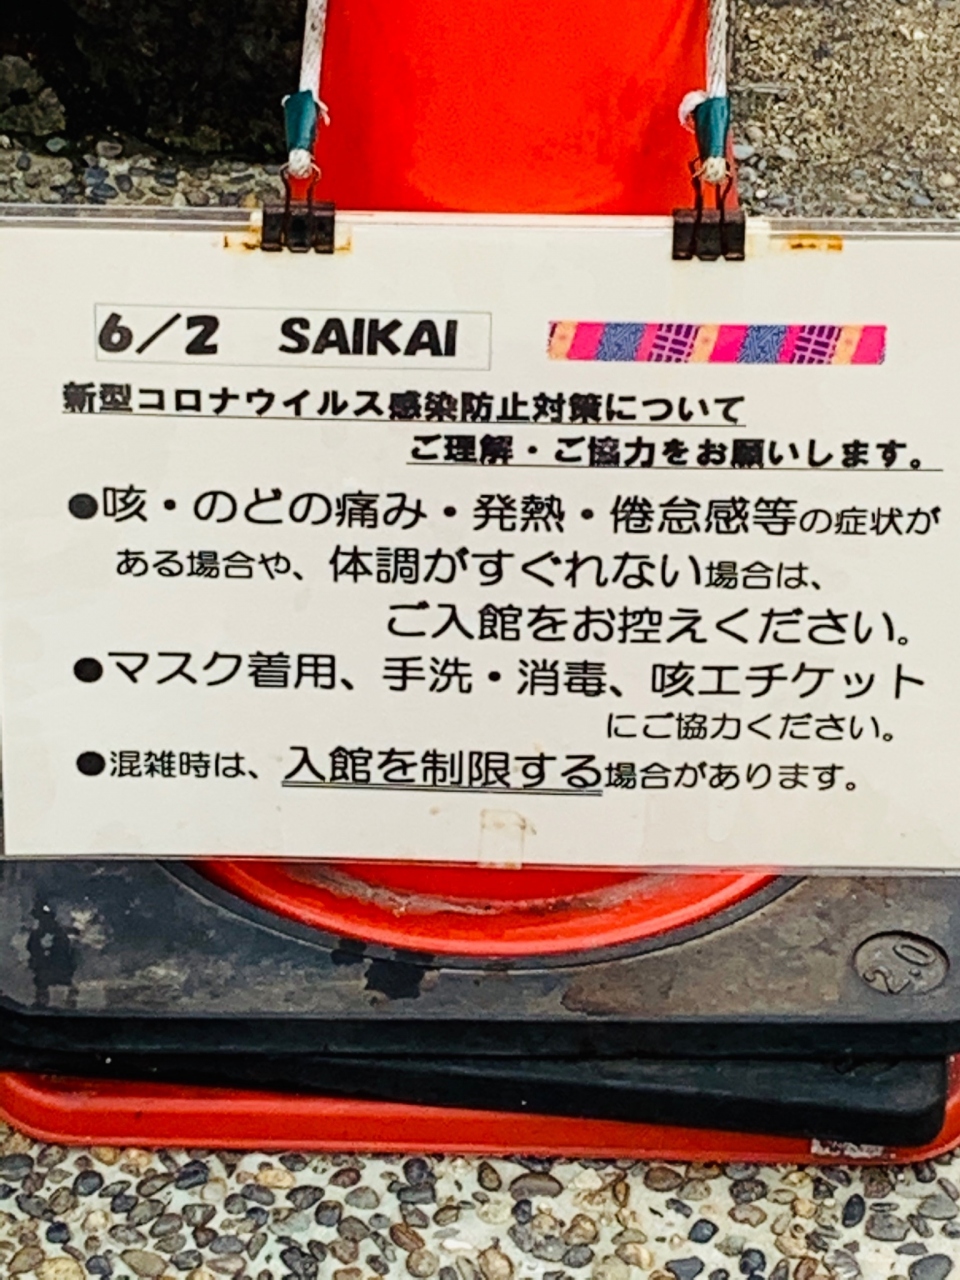 6/2 SAIKAI
新型コロナウイルス感染防止対策について
ご理解・ご協力をお願いします。
●咳・のどの痛み・発熱・倦怠感等の症状が
ある場合や、体調がすぐれない場合は、
ご入館をお控えください。
●マスク着用、手洗・消毒、咳エチケット
にご協力ください。
●混雑時は、入館を制限する場合があります。
2.0